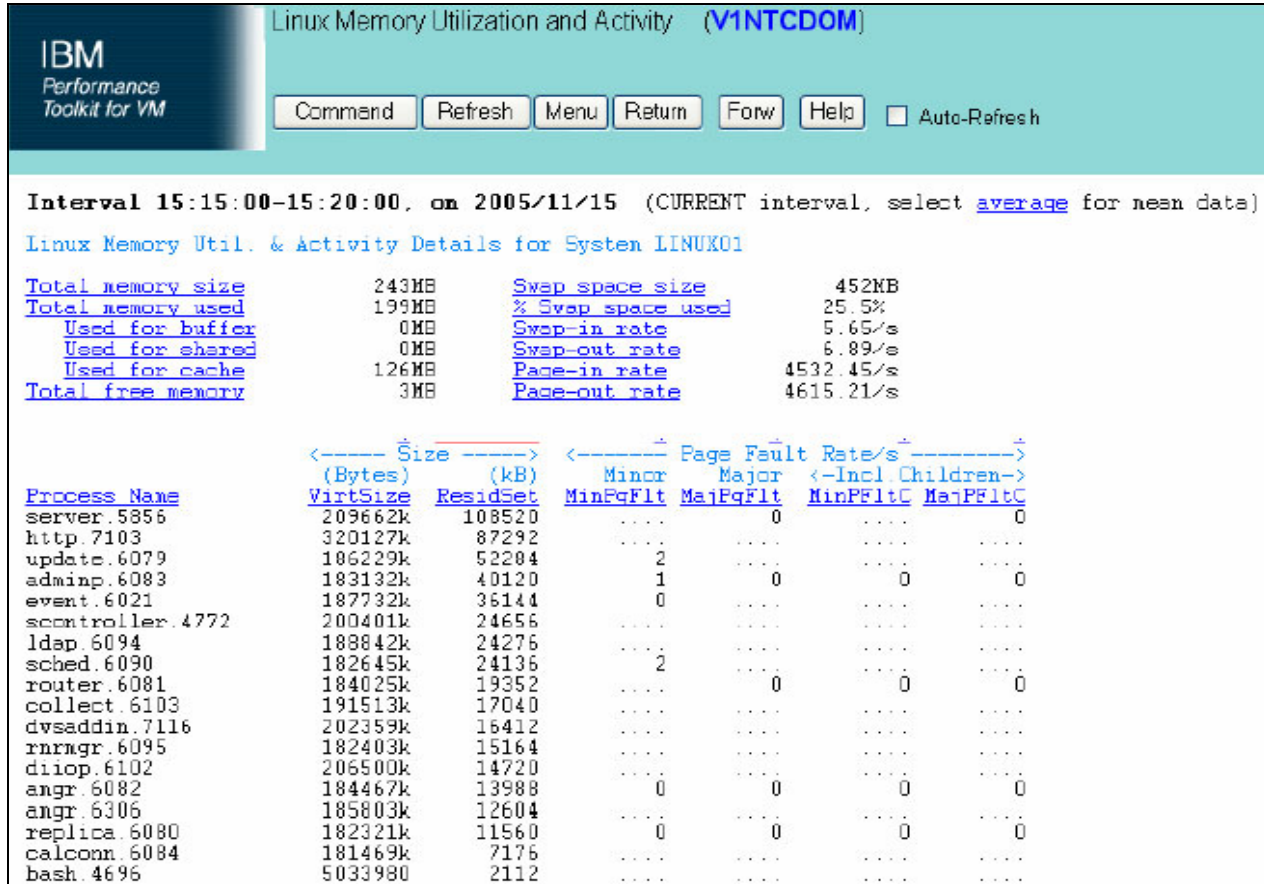 Linux Memory Utilization and Activity (V1NTCDOM)
IBM
Performance
Toolkit for VM
Command Refresh Menu Return Forw Help Auto-Refresh
Interval 15:15:00-15:20:00, on 2005/11/15 (CURRENT interval, select average for mean data)
Linux Memory Util. & Activity Details for System LINUX01
Total memory size 243MB Swap space size 452MB
Total memory used 199MB % Swap space used 25.5%
Used for buffer 0MB Swap-in rate 5.65/s
Used for shared 0MB Swap-out rate 6.89/s
Used for cache 126MB Page-in rate 4532.45/s
Total free memory 3MB Page-out rate 4615.21/s
<----- Size -----> <------- Page Fault Rate/s -------->
(Bytes) (kB) Minor Major <-Incl.Children->
Process Name VirtSize ResidSet MinPgFlt MajPgFlt MinPFltC MajPFltC
server.5856 209662k 108520 .... 0 .... 0
http.7103 320127k 87292 .... .... .... ....
update.6079 186229k 52284 2 .... .... ....
adminp.6083 183132k 40120 1 0 0 0
event.6021 187732k 36144 0 .... .... ....
scontroller.4772 200401k 24656 .... .... .... ....
ldap.6094 188842k 24276 .... .... .... ....
sched.6090 182645k 24136 2 .... .... ....
router.6081 184025k 19352 .... 0 0 0
collect.6103 191513k 17040 .... .... .... ....
dvsaddin.7116 202359k 16412 .... .... .... ....
rnrmgr.6095 182403k 15164 .... .... .... ....
diiop.6102 206500k 14720 .... .... .... ....
amgr.6082 184467k 13988 0 0 0 0
amgr.6306 185803k 12604 .... .... .... ....
replica.6080 182321k 11560 0 0 0 0
calconn.6084 181469k 7176 .... .... .... ....
bash.4696 5033980 2112 .... .... .... ....